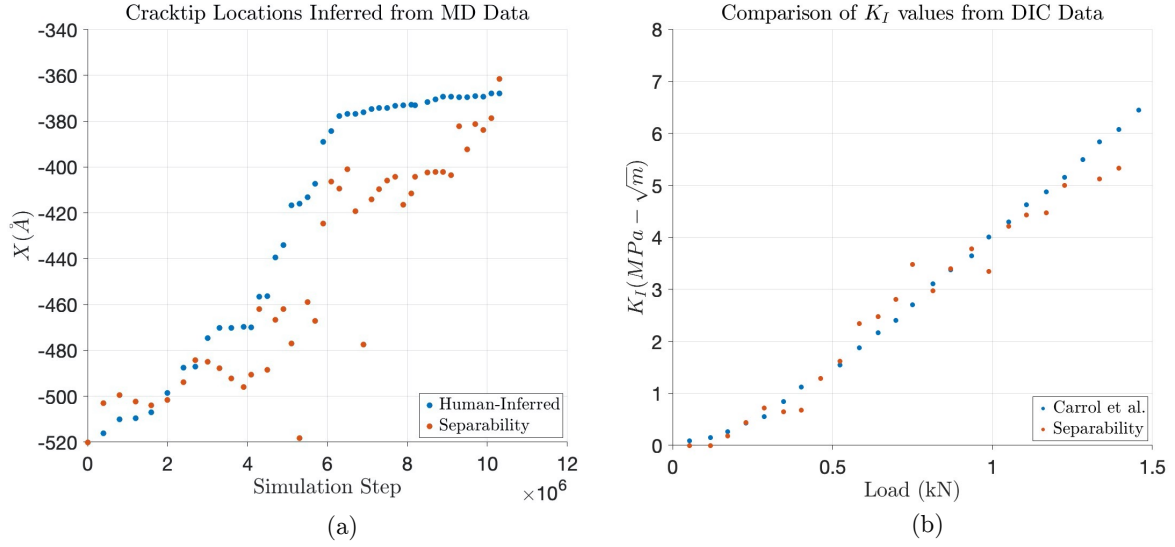 Cracktip Locations Inferred from MD Data
-340
-360
-380
-400
-420
-440
-460
-480
-500
-520
X(Å)
0 2 4 6 8 10 12
Simulation Step
×10⁶
Human-Inferred
Separability
(a)
Comparison of K_I values from DIC Data
8
7
6
5
4
3
2
1
0
K_I(MPa − √m)
0 0.5 1 1.5
Load (kN)
Carrol et al.
Separability
(b)